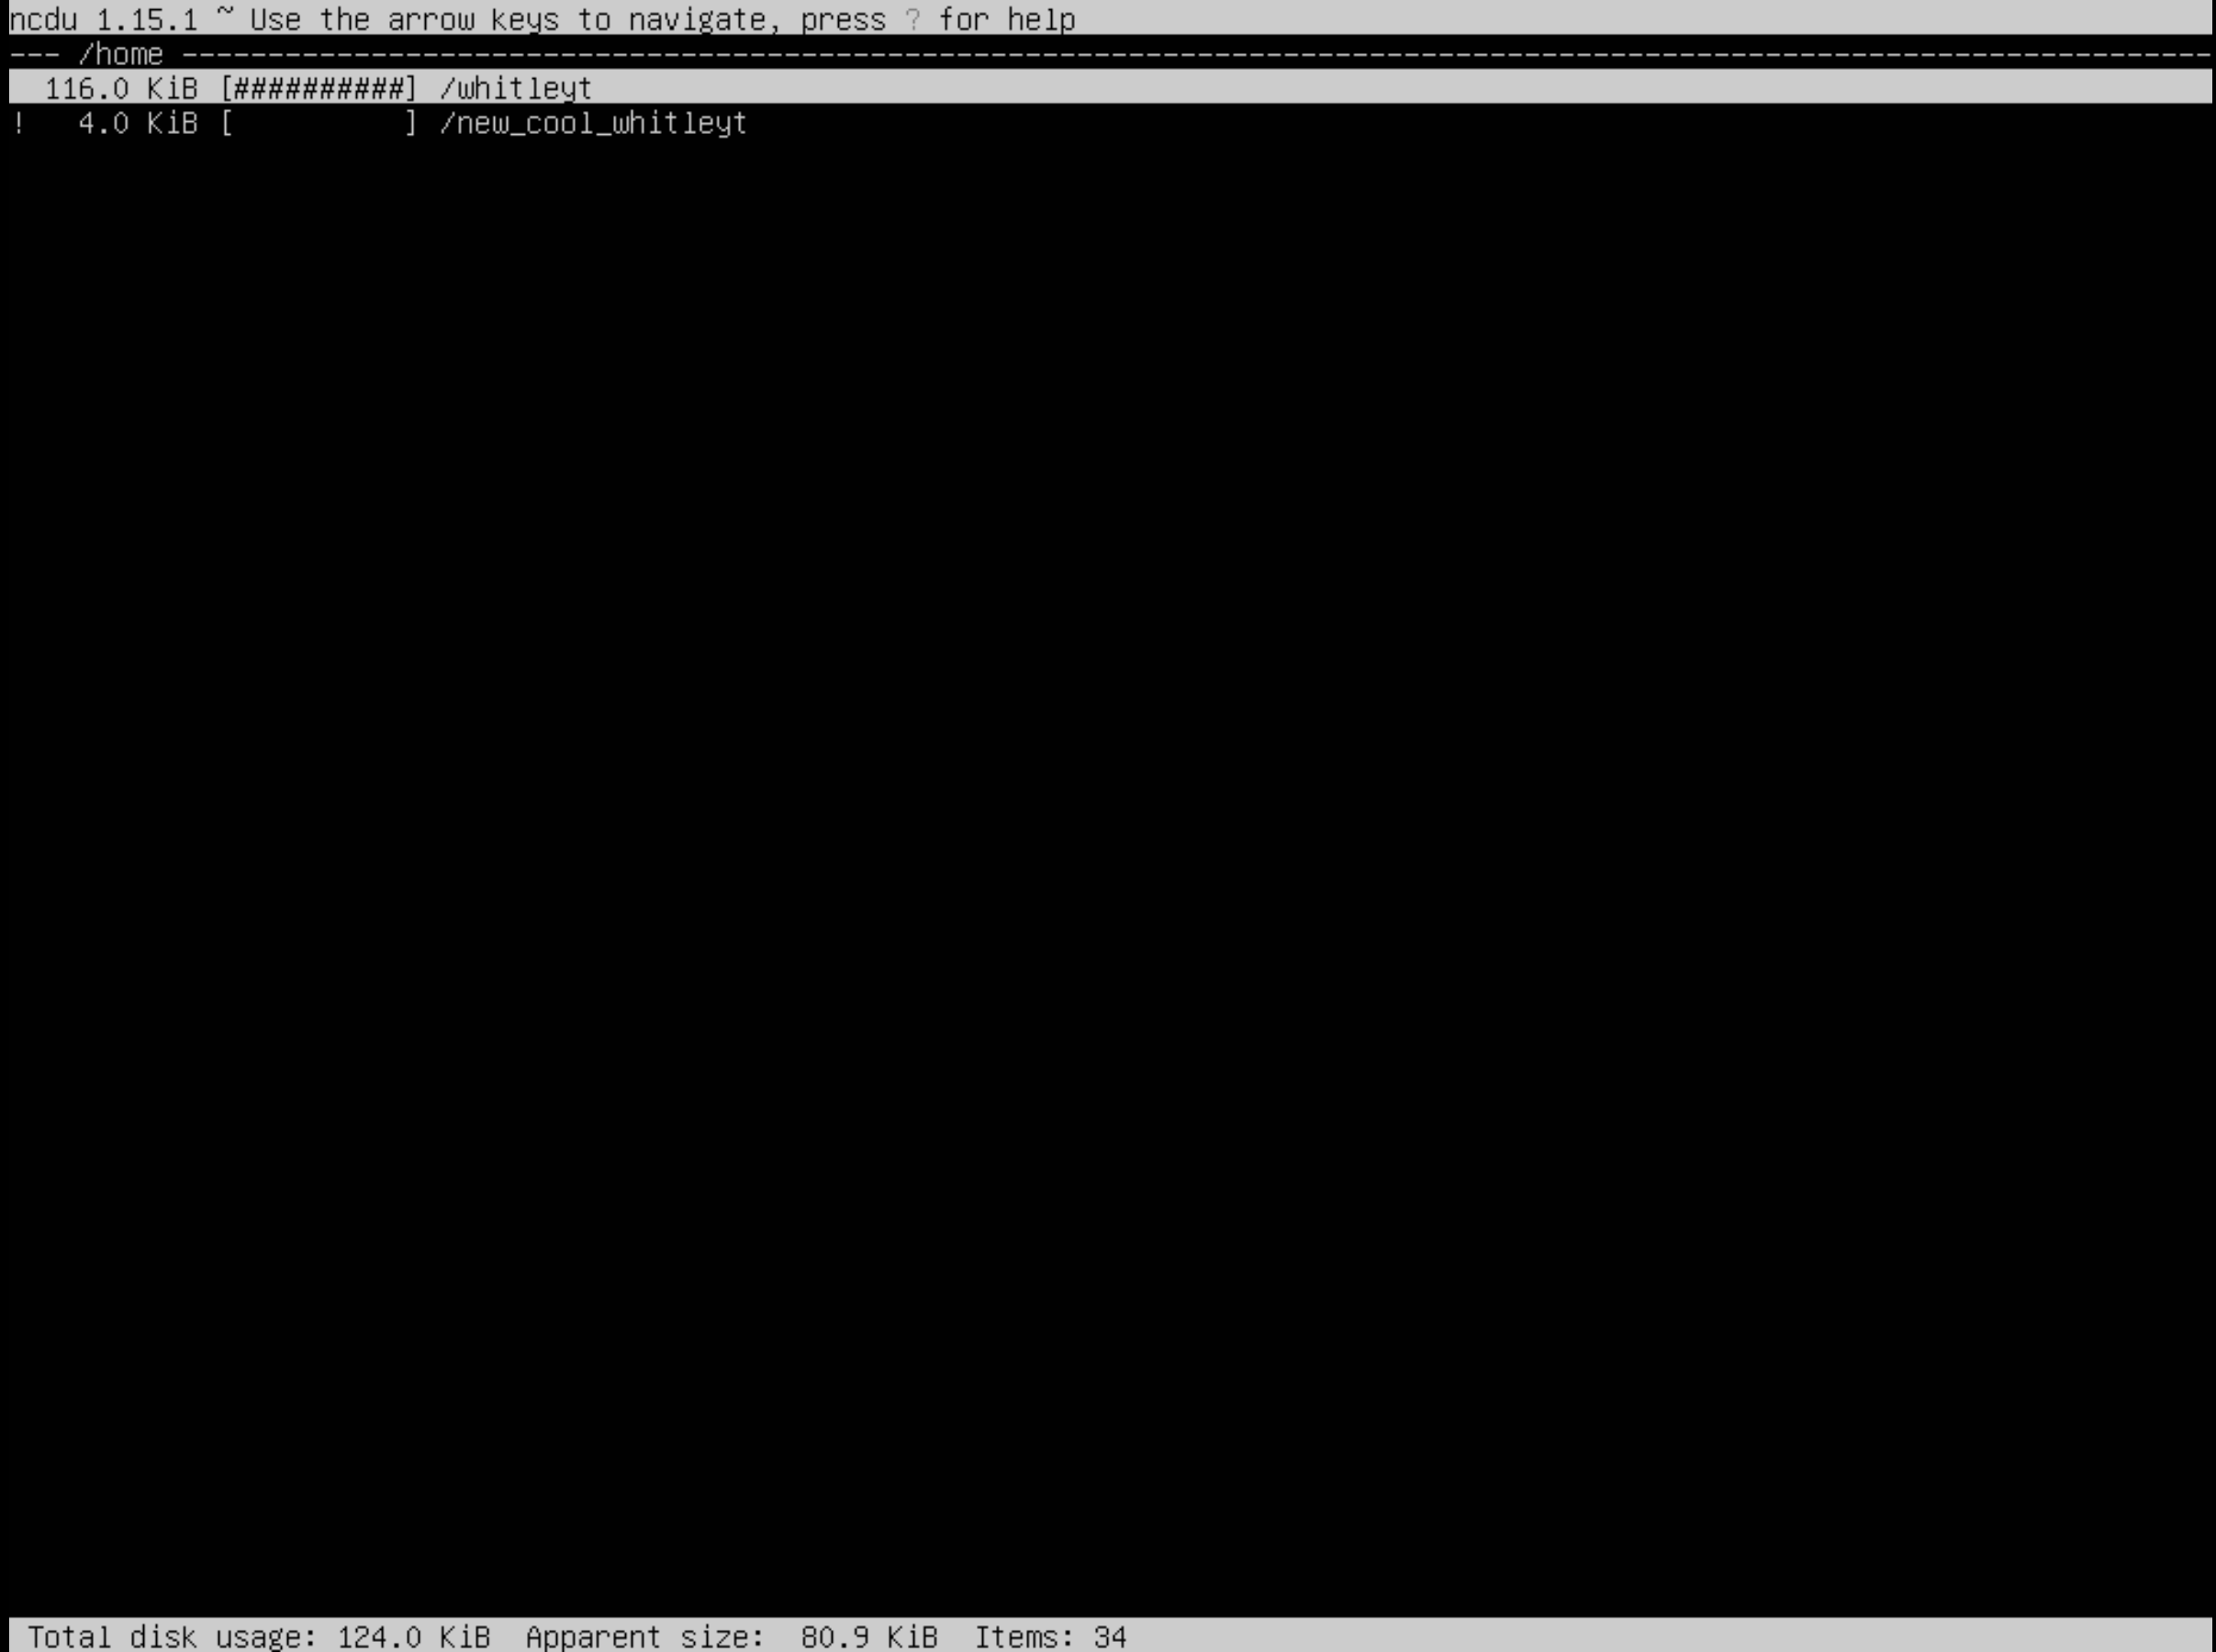 ncdu 1.15.1 ~ Use the arrow keys to navigate, press ? for help
--- /home ----------------------------------------------------------------------------------------------------------------------
  116.0 KiB [##########] /whitleyt
!   4.0 KiB [          ] /new_cool_whitleyt
Total disk usage: 124.0 KiB  Apparent size:  80.9 KiB  Items: 34